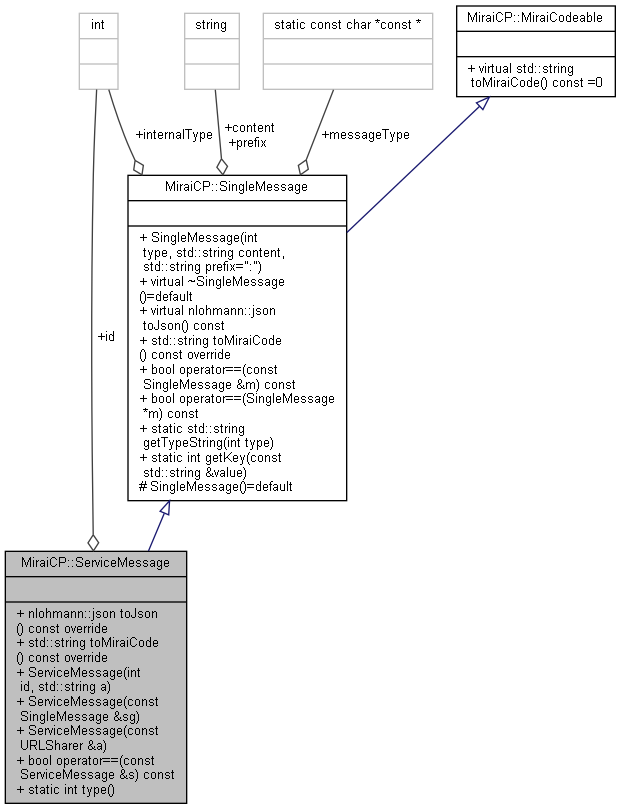 int
string
static const char *const *
MiraiCP::MiraiCodeable
+ virtual std::string
toMiraiCode() const =0
+internalType
+content
+prefix
+messageType
MiraiCP::SingleMessage
+ SingleMessage(int
type, std::string content,
std::string prefix=":")
+ virtual ~SingleMessage
()=default
+ virtual nlohmann::json
toJson() const
+ std::string toMiraiCode
() const override
+ bool operator==(const
SingleMessage &m) const
+ bool operator==(SingleMessage
*m) const
+ static std::string
getTypeString(int type)
+ static int getKey(const
std::string &value)
# SingleMessage()=default
+id
MiraiCP::ServiceMessage
+ nlohmann::json toJson
() const override
+ std::string toMiraiCode
() const override
+ ServiceMessage(int
id, std::string a)
+ ServiceMessage(const
SingleMessage &sg)
+ ServiceMessage(const
URLSharer &a)
+ bool operator==(const
ServiceMessage &s) const
+ static int type()